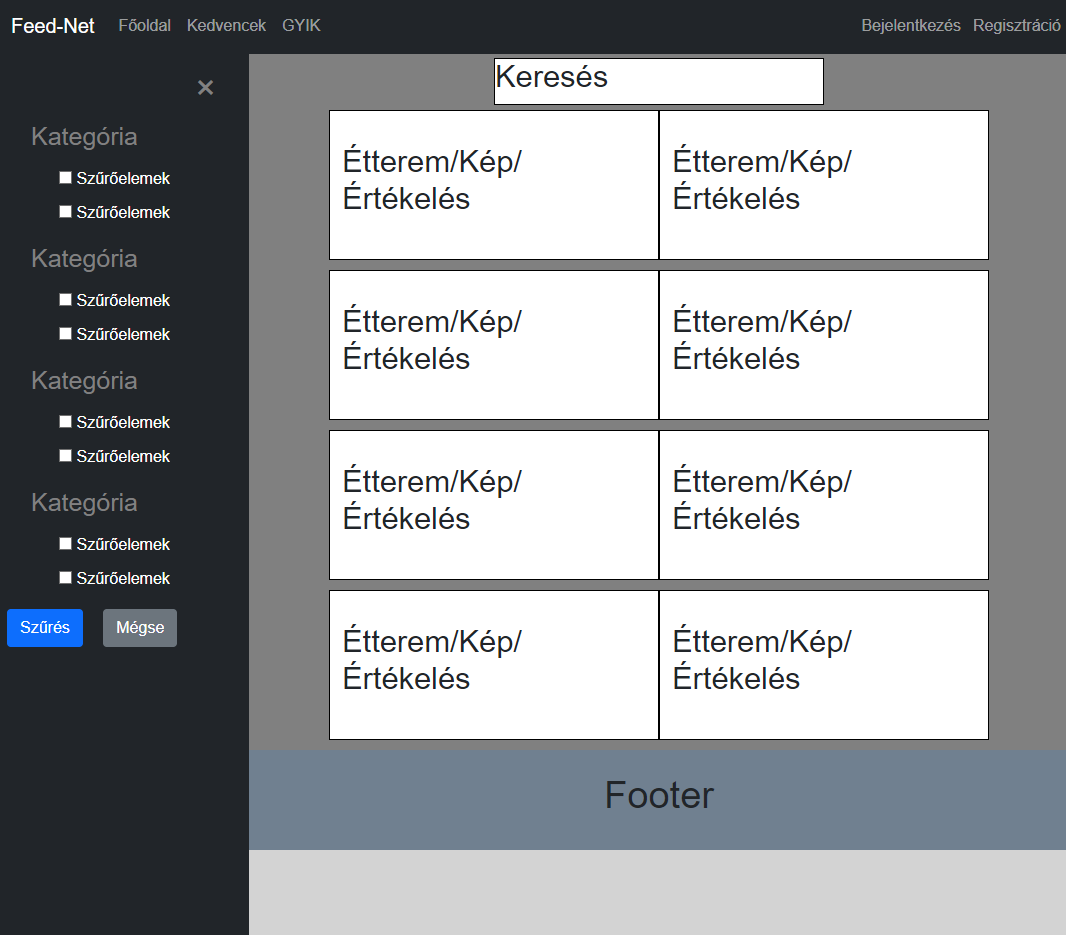 Feed-Net Főoldal Kedvencek GYIK Bejelentkezés Regisztráció
×
Kategória
Szűrőelemek
Szűrőelemek
Kategória
Szűrőelemek
Szűrőelemek
Kategória
Szűrőelemek
Szűrőelemek
Kategória
Szűrőelemek
Szűrőelemek
Szűrés Mégse
Keresés
Étterem/Kép/
Értékelés
Étterem/Kép/
Értékelés
Étterem/Kép/
Értékelés
Étterem/Kép/
Értékelés
Étterem/Kép/
Értékelés
Étterem/Kép/
Értékelés
Étterem/Kép/
Értékelés
Étterem/Kép/
Értékelés
Footer